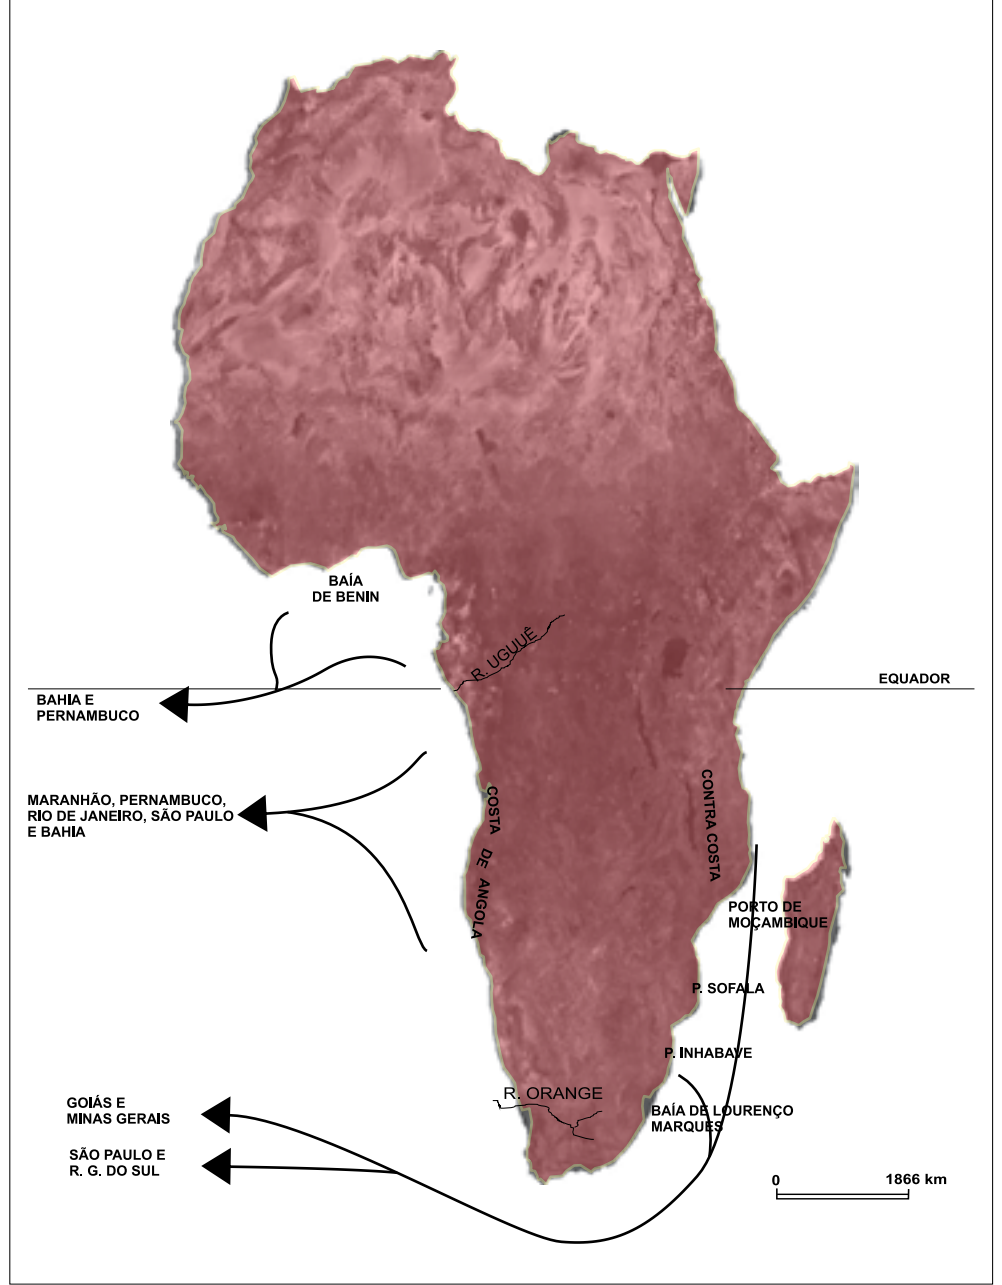 BAÍA
DE BENIN
R. UGUUÊ
EQUADOR
BAHIA E
PERNAMBUCO
MARANHÃO, PERNAMBUCO,
RIO DE JANEIRO, SÃO PAULO
E BAHIA
COSTA DE ANGOLA
CONTRA COSTA
PORTO DE
MOÇAMBIQUE
P. SOFALA
P. INHABAVE
R. ORANGE
BAÍA DE LOURENÇO
MARQUES
GOIÁS E
MINAS GERAIS
SÃO PAULO E
R. G. DO SUL
0 1866 km